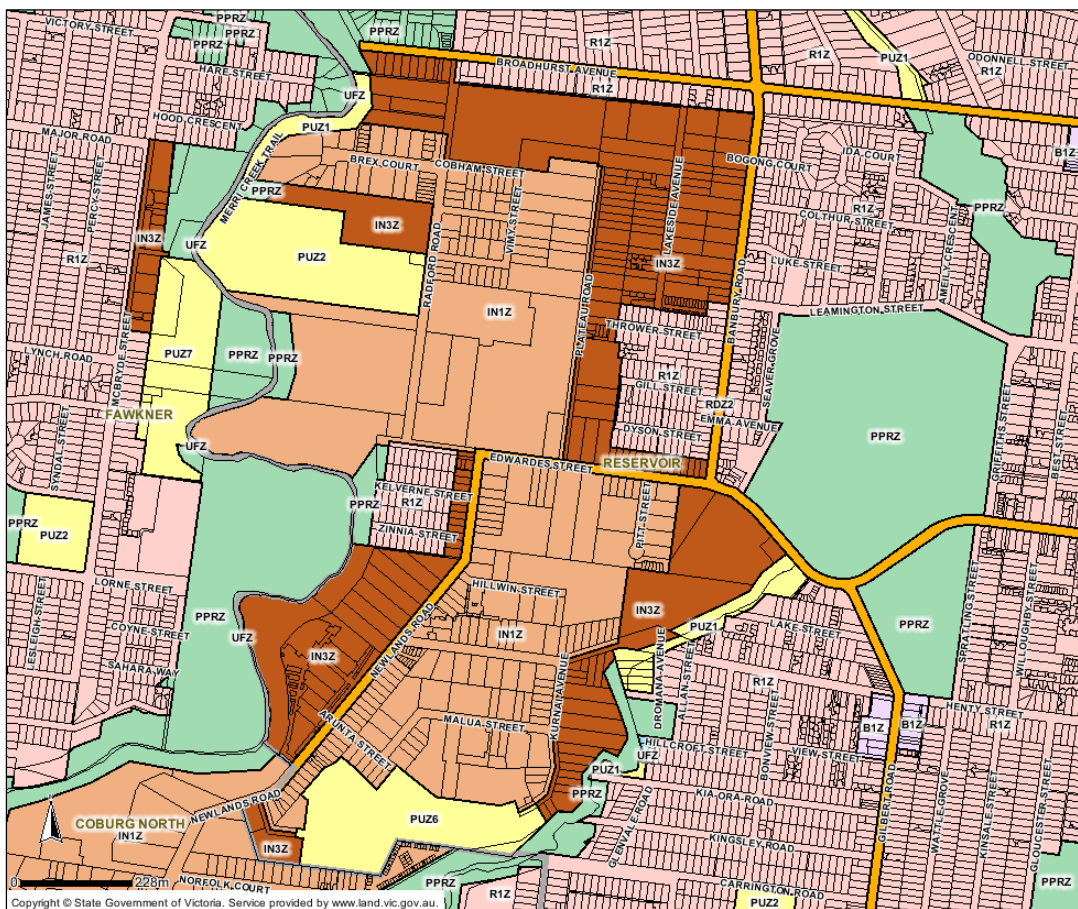 PPRZ
VICTORY STREET
PPRZ
PPRZ
PPRZ
R1Z
R1Z
PUZ1
ODONNELL STREET
R1Z
BROADHURST AVENUE
R1Z
HARE STREET
UFZ
HOOD CRESCENT
PUZ1
MAJOR ROAD
B1Z
IDA COURT
BREX COURT
COBHAM STREET
BOGONG COURT
MERRI CREEK TRAIL
JAMES STREET
PERCY STREET
PPRZ
IN3Z
R1Z
IN3Z
UFZ
PUZ2
RADFORD ROAD
VIMY STREET
LAKESIDE AVENUE
IN3Z
R1Z
COLTHUR STREET
PPRZ
AMELIA CRESCENT
LUKE STREET
BANBURY ROAD
PLATEAU ROAD
IN1Z
LEAMINGTON STREET
THROWER STREET
LYNCH ROAD
PUZ7
PPRZ
PPRZ
MCBRYDE STREET
R1Z
GILL STREET
SEAVER GROVE
RDZ2
EMMA AVENUE
DYSON STREET
FAWKNER
UFZ
SYNDAL STREET
PPRZ
GRIFFITHS STREET
BEST STREET
EDWARDES STREET
RESERVOIR
KELVERNE STREET
R1Z
ZINNIA STREET
PPRZ
PITT STREET
PPRZ
PUZ2
LORNE STREET
HILLWIN STREET
LESLEIGH STREET
COYNE STREET
PPRZ
UFZ
IN3Z
NEWLANDS ROAD
IN1Z
IN3Z
PUZ1
LAKE STREET
PPRZ
SPRATLING STREET
WILLOUGHBY STREET
SAHARA WAY
R1Z
ARUNTA STREET
MALUA STREET
KURNAI AVENUE
DROMANA AVENUE
ALLAN STREET
BONVIEW STREET
HENTY STREET
R1Z
B1Z
B1Z
HILLCROFT STREET
VIEW STREET
UFZ
PUZ1
PPRZ
KIA ORA ROAD
GLENVALE ROAD
GILBERT ROAD
WATTLE GROVE
KINSALE STREET
GLOUCESTER STREET
NEWLANDS ROAD
COBURG NORTH
IN1Z
PUZ6
KINGSLEY ROAD
IN3Z
NORFOLK COURT
PPRZ
R1Z
CARRINGTON ROAD
PUZ2
PPRZ
0 228m
Copyright © State Government of Victoria. Service provided by www.land.vic.gov.au.